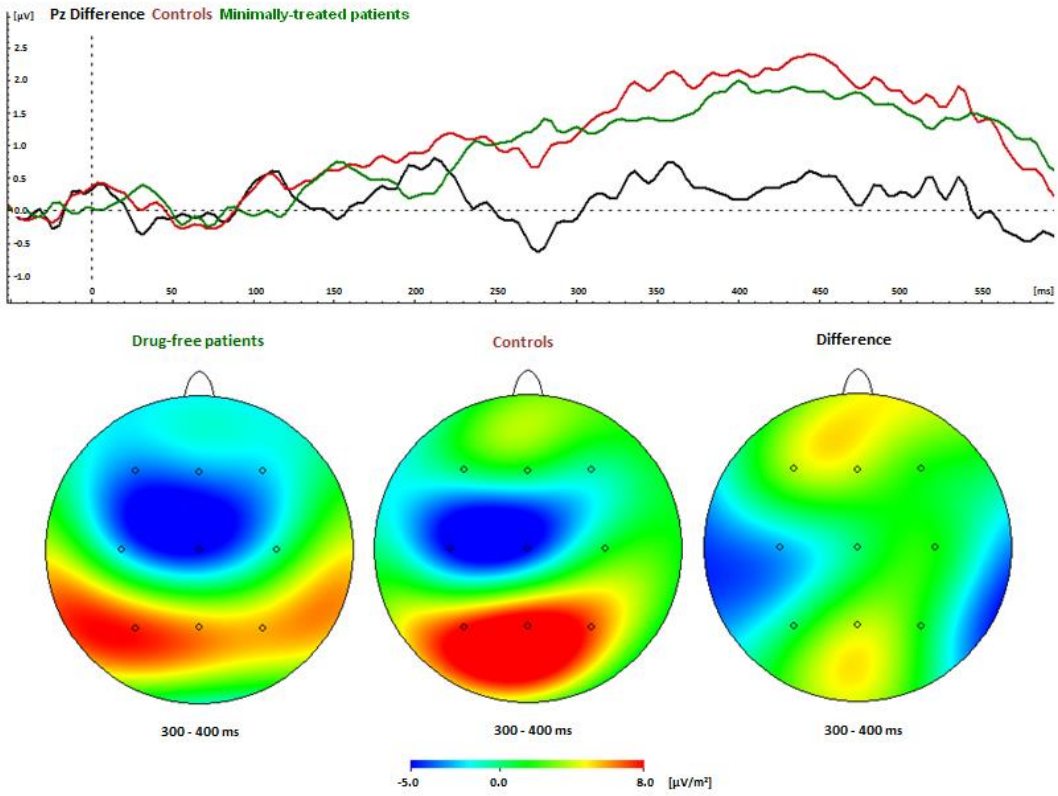 [µV] Pz Difference Controls Minimally-treated patients
2.5
2.0
1.5
1.0
0.5
0.0
-0.5
-1.0
0 50 100 150 200 250 300 350 400 450 500 550 [ms]
Drug-free patients Controls Difference
300 - 400 ms 300 - 400 ms 300 - 400 ms
-5.0 0.0 8.0 [µV/m²]